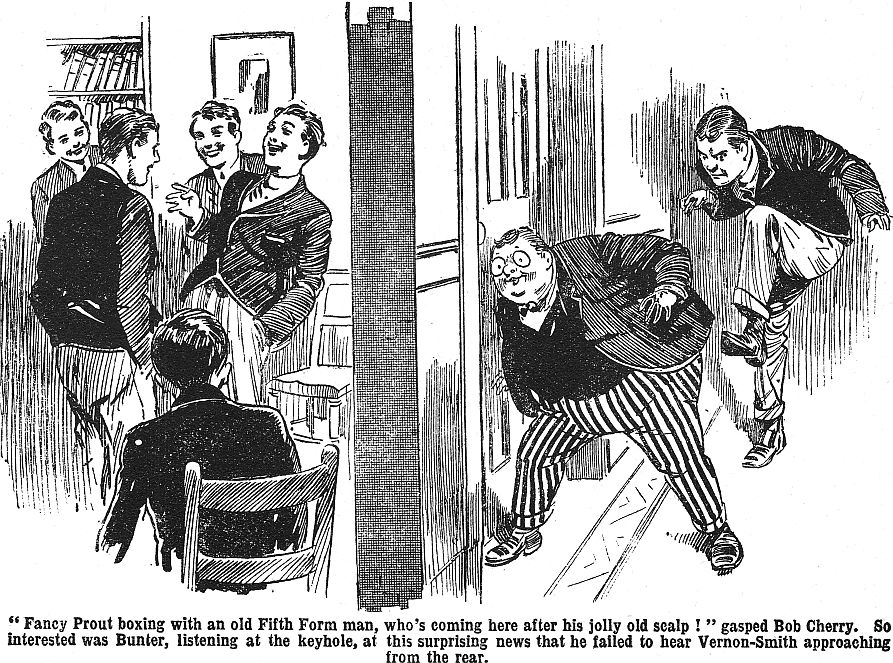 " Fancy Prout boxing with an old Fifth Form man, who's coming here after his jolly old scalp ! " gasped Bob Cherry. So
interested was Bunter, listening at the keyhole, at this surprising news that he failed to hear Vernon-Smith approaching
from the rear.